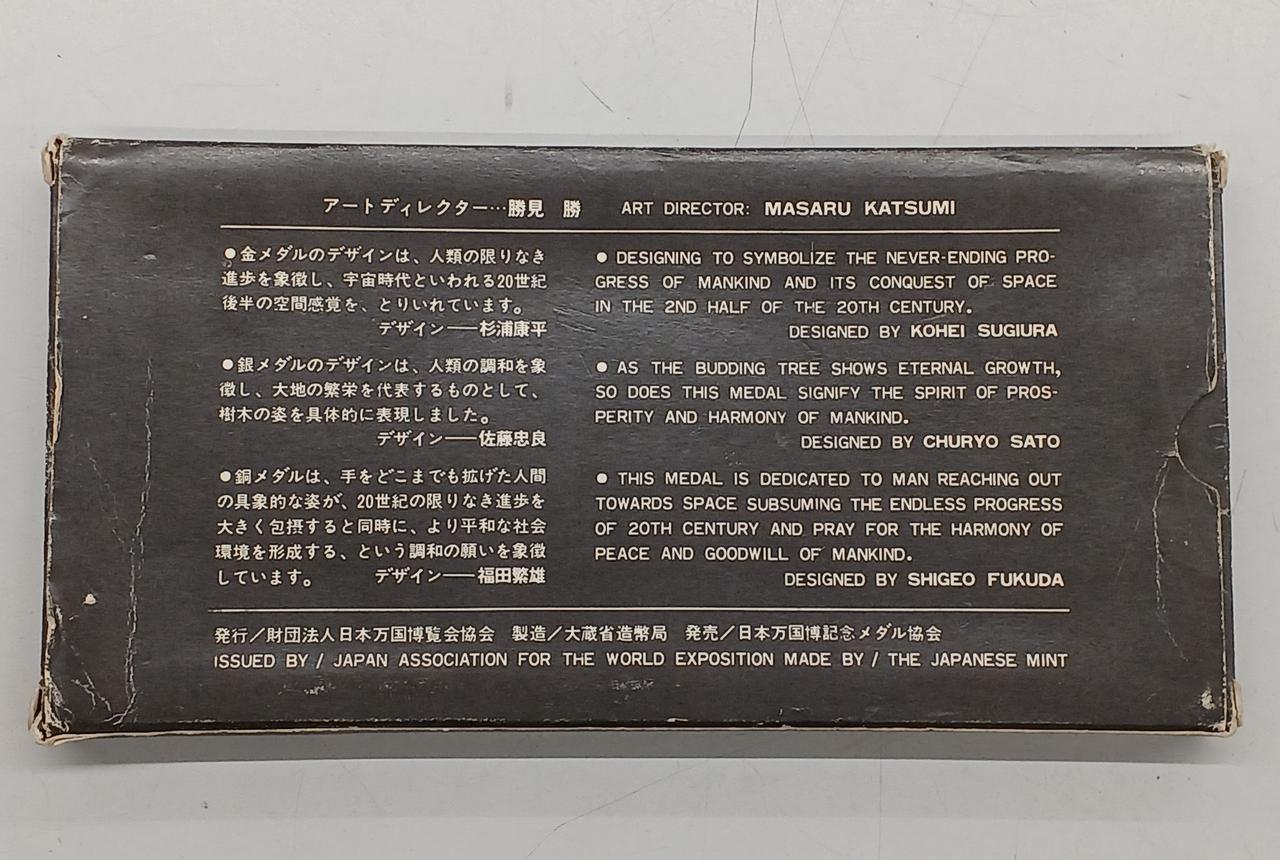 アートディレクター…勝見　勝　ART DIRECTOR: MASARU KATSUMI
●金メダルのデザインは、人類の限りなき
進歩を象徴し、宇宙時代といわれる20世紀
後半の空間感覚を、とりいれています。
デザイン――杉浦康平
●銀メダルのデザインは、人類の調和を象
徴し、大地の繁栄を代表するものとして、
樹木の姿を具体的に表現しました。
デザイン――佐藤忠良
●銅メダルは、手をどこまでも拡げた人間
の具象的な姿が、20世紀の限りなき進歩を
大きく包摂すると同時に、より平和な社会
環境を形成する、という調和の願いを象徴
しています。　デザイン――福田繁雄
● DESIGNING TO SYMBOLIZE THE NEVER-ENDING PRO-
GRESS OF MANKIND AND ITS CONQUEST OF SPACE
IN THE 2ND HALF OF THE 20TH CENTURY.
DESIGNED BY KOHEI SUGIURA
● AS THE BUDDING TREE SHOWS ETERNAL GROWTH,
SO DOES THIS MEDAL SIGNIFY THE SPIRIT OF PROS-
PERITY AND HARMONY OF MANKIND.
DESIGNED BY CHURYO SATO
● THIS MEDAL IS DEDICATED TO MAN REACHING OUT
TOWARDS SPACE SUBSUMING THE ENDLESS PROGRESS
OF 20TH CENTURY AND PRAY FOR THE HARMONY OF
PEACE AND GOODWILL OF MANKIND.
DESIGNED BY SHIGEO FUKUDA
発行／財団法人日本万国博覧会協会　製造／大蔵省造幣局　発売／日本万国博記念メダル協会
ISSUED BY / JAPAN ASSOCIATION FOR THE WORLD EXPOSITION MADE BY / THE JAPANESE MINT